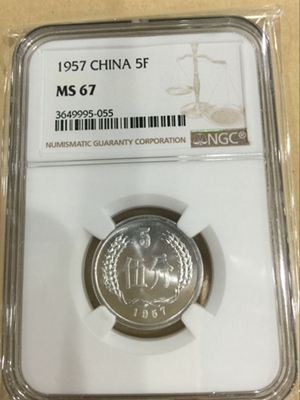 1957 CHINA 5F
MS 67
3649995-055
NUMISMATIC GUARANTY CORPORATION
NGC®
5
伍分
1957